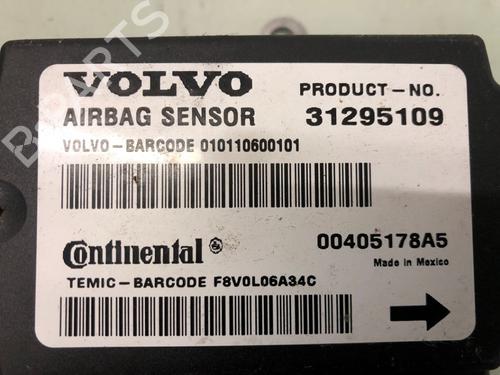 VOLVO
PRODUCT-NO.
AIRBAG SENSOR
31295109
VOLVO-BARCODE 010110600101
Continental®
00405178A5
Made in Mexico
TEMIC-BARCODE F8V0L06A34C